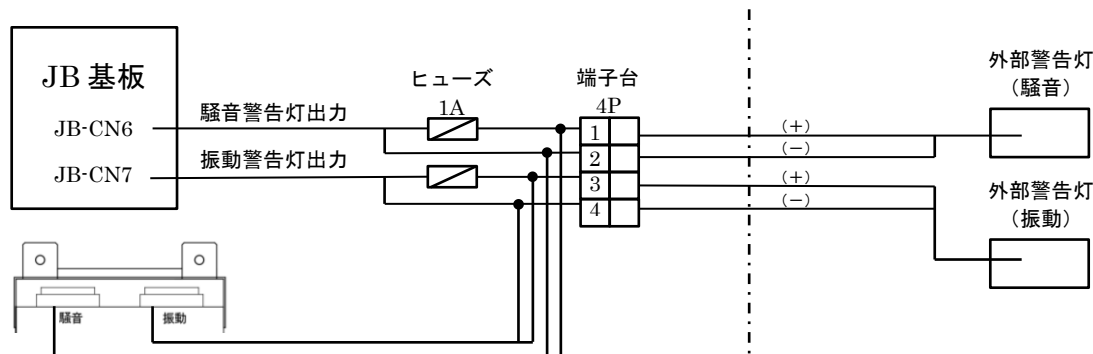 JB 基板
JB-CN6
JB-CN7
騒音警告灯出力
振動警告灯出力
ヒューズ
1A
端子台
4P
1
2
3
4
(+)
(-)
(+)
(-)
外部警告灯
（騒音）
外部警告灯
（振動）
騒音
振動